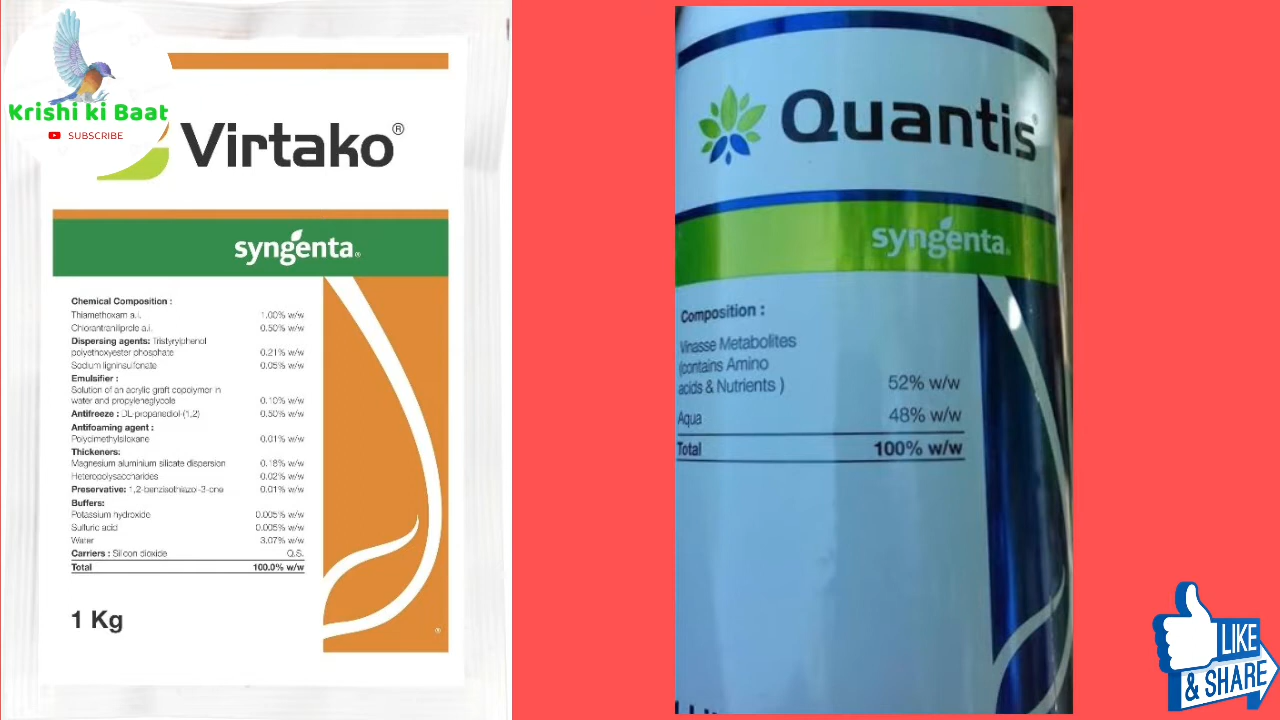 Krishi ki Baat
SUBSCRIBE
Virtako®
syngenta®
Chemical Composition :
Thiamethoxam a.i. 1.00% w/w
Chlorantraniliprole a.i. 0.50% w/w
Dispersing agents: Tristyrylphenol
polyethoxyester phosphate 0.21% w/w
Sodium ligninsulfonate 0.05% w/w
Emulsifier :
Solution of an acrylic graft copolymer in
water and propyleneglycole 0.10% w/w
Antifreeze : DL-propanediol-(1,2) 0.50% w/w
Antifoaming agent :
Polydimethylsiloxane 0.01% w/w
Thickeners:
Magnesium aluminium silicate dispersion 0.18% w/w
Heteropolysaccharides 0.02% w/w
Preservative: 1,2-benzisothiazol-3-one 0.01% w/w
Buffers:
Potassium hydroxide 0.005% w/w
Sulfuric acid 0.005% w/w
Water 3.07% w/w
Carriers : Silicon dioxide Q.S.
Total 100.0% w/w
1 Kg
Quantis®
syngenta®
Composition :
Vinasse Metabolites
(contains Amino
acids & Nutrients ) 52% w/w
Aqua 48% w/w
Total 100% w/w
LIKE
& SHARE